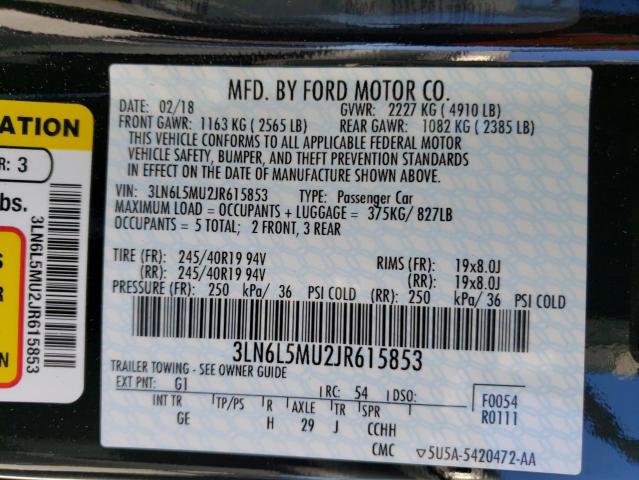 MFD. BY FORD MOTOR CO.
DATE: 02/18 GVWR: 2227 KG ( 4910 LB)
FRONT GAWR: 1163 KG ( 2565 LB) REAR GAWR: 1082 KG ( 2385 LB)
THIS VEHICLE CONFORMS TO ALL APPLICABLE FEDERAL MOTOR
VEHICLE SAFETY, BUMPER, AND THEFT PREVENTION STANDARDS
IN EFFECT ON THE DATE OF MANUFACTURE SHOWN ABOVE.
VIN: 3LN6L5MU2JR615853 TYPE: Passenger Car
MAXIMUM LOAD = OCCUPANTS + LUGGAGE = 375KG/ 827LB
OCCUPANTS = 5 TOTAL; 2 FRONT, 3 REAR
TIRE (FR): 245/40R19 94V RIMS (FR): 19x8.0J
(RR): 245/40R19 94V (RR): 19x8.0J
PRESSURE (FR): 250 kPa/ 36 PSI COLD (RR): 250 kPa/ 36 PSI COLD
3LN6L5MU2JR615853
TRAILER TOWING - SEE OWNER GUIDE
EXT PNT: G1 RC: 54 DSO: F0054
INT TR TP/PS R AXLE TR SPR R0111
GE H 29 J CCHH
CMC ▽5U5A-5420472-AA
ATION
R: 3
bs.
S
R
N
3LN6L5MU2JR615853